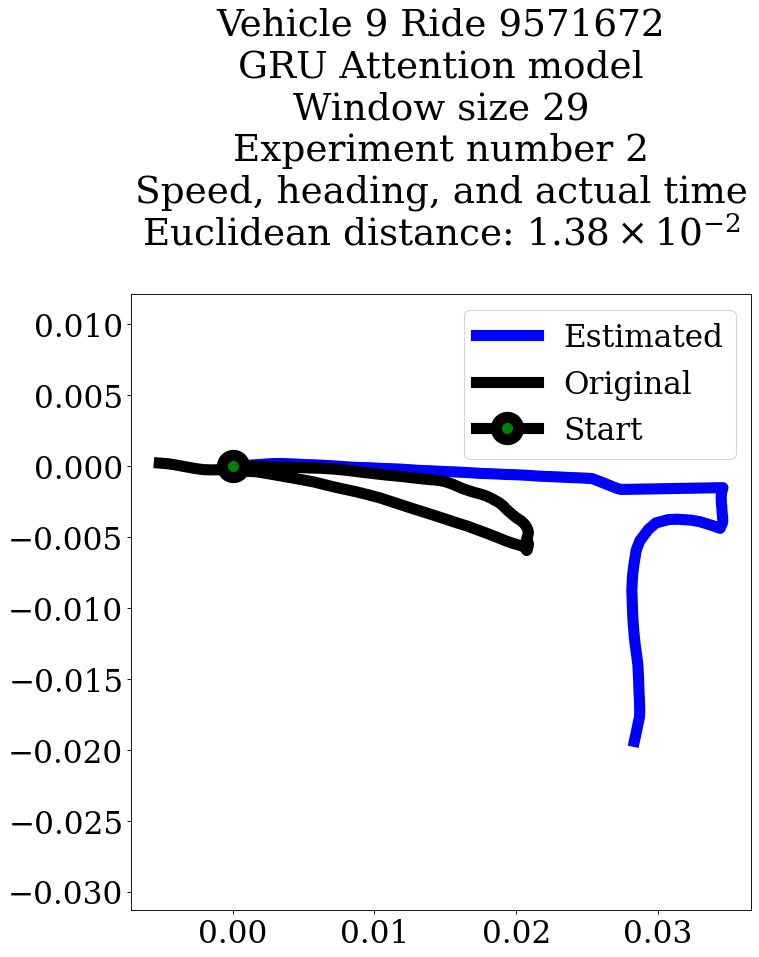 Vehicle 9 Ride 9571672
GRU Attention model
Window size 29
Experiment number 2
Speed, heading, and actual time
Euclidean distance: 1.38 × 10⁻²
Estimated
Original
Start
0.010
0.005
0.000
−0.005
−0.010
−0.015
−0.020
−0.025
−0.030
0.00 0.01 0.02 0.03